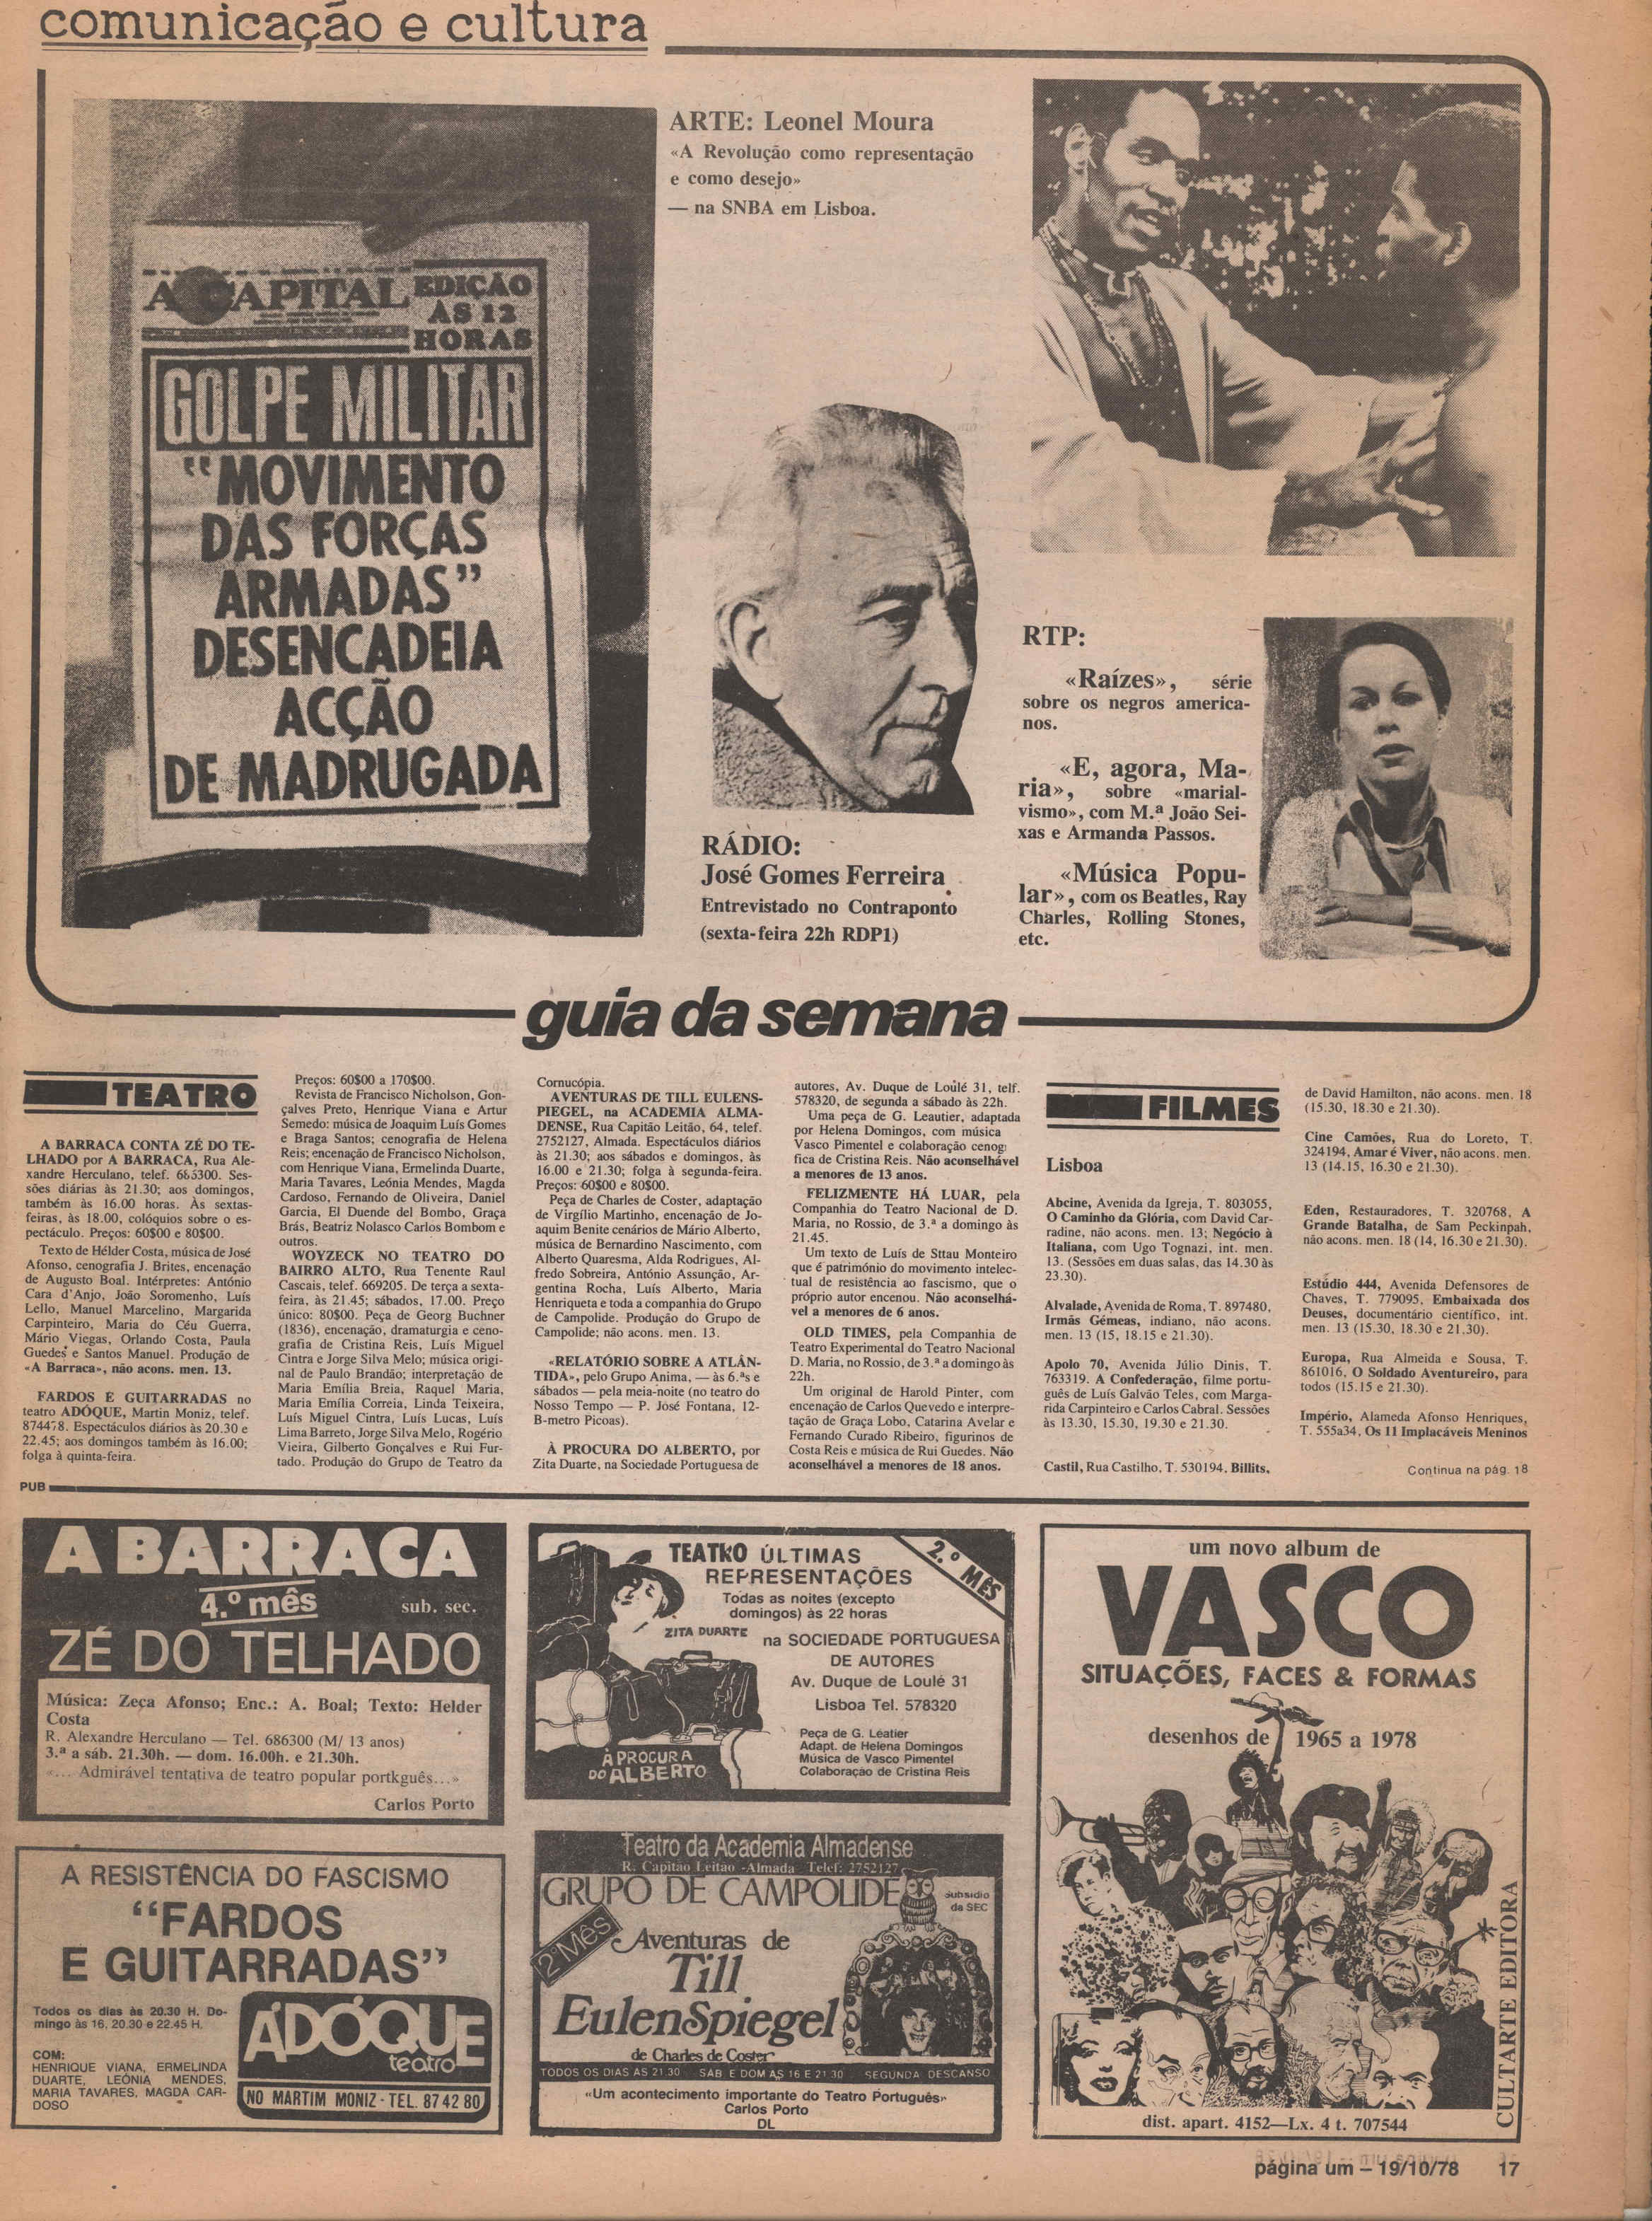 comunicação e cultura
A CAPITAL
EDIÇÃO
ÀS 12
HORAS
GOLPE MILITAR
"MOVIMENTO
DAS FORÇAS
ARMADAS"
DESENCADEIA
ACÇÃO
DE MADRUGADA
ARTE: Leonel Moura
«A Revolução como representação
e como desejo»
— na SNBA em Lisboa.
RÁDIO:
José Gomes Ferreira
Entrevistado no Contraponto
(sexta-feira 22h RDP1)
RTP:
«Raízes», série
sobre os negros america-
nos.
«E, agora, Ma-
ria», sobre «marial-
vismo», com M.ª João Sei-
xas e Armanda Passos.
«Música Popu-
lar», com os Beatles, Ray
Charles, Rolling Stones,
etc.
guia da semana
TEATRO
A BARRACA CONTA ZÉ DO TE-
LHADO por A BARRACA, Rua Ale-
xandre Herculano, telef. 665300. Ses-
sões diárias às 21.30; aos domingos,
também às 16.00 horas. Às sextas-
feiras, às 18.00, colóquios sobre o es-
pectáculo. Preços: 60$00 e 80$00.
Texto de Hélder Costa, música de José
Afonso, cenografia J. Brites, encenação
de Augusto Boal. Intérpretes: António
Cara d'Anjo, João Soromenho, Luís
Lello, Manuel Marcelino, Margarida
Carpinteiro, Maria do Céu Guerra,
Mário Viegas, Orlando Costa, Paula
Guedes e Santos Manuel. Produção de
«A Barraca», não acons. men. 13.
FARDOS E GUITARRADAS no
teatro ADÓQUE, Martin Moniz, telef.
874478. Espectáculos diários às 20.30 e
22.45; aos domingos também às 16.00;
folga à quinta-feira.
Preços: 60$00 a 170$00.
Revista de Francisco Nicholson, Gon-
çalves Preto, Henrique Viana e Artur
Semedo: música de Joaquim Luís Gomes
e Braga Santos; cenografia de Helena
Reis; encenação de Francisco Nicholson,
com Henrique Viana, Ermelinda Duarte,
Maria Tavares, Leónia Mendes, Magda
Cardoso, Fernando de Oliveira, Daniel
Garcia, El Duende del Bombo, Graça
Brás, Beatriz Nolasco Carlos Bombom e
outros.
WOYZECK NO TEATRO DO
BAIRRO ALTO, Rua Tenente Raul
Cascais, telef. 669205. De terça a sexta-
feira, às 21.45; sábados, 17.00. Preço
único: 80$00. Peça de Georg Buchner
(1836), encenação, dramaturgia e ceno-
grafia de Cristina Reis, Luís Miguel
Cintra e Jorge Silva Melo; música origi-
nal de Paulo Brandão; interpretação de
Maria Emília Breia, Raquel Maria,
Maria Emília Correia, Linda Teixeira,
Luís Miguel Cintra, Luís Lucas, Luís
Lima Barreto, Jorge Silva Melo, Rogério
Vieira, Gilberto Gonçalves e Rui Fur-
tado. Produção do Grupo de Teatro da
Cornucópia.
AVENTURAS DE TILL EULENS-
PIEGEL, na ACADEMIA ALMA-
DENSE, Rua Capitão Leitão, 64, telef.
2752127, Almada. Espectáculos diários
às 21.30; aos sábados e domingos, às
16.00 e 21.30; folga à segunda-feira.
Preços: 60$00 e 80$00.
Peça de Charles de Coster, adaptação
de Virgílio Martinho, encenação de Jo-
aquim Benite cenários de Mário Alberto,
música de Bernardino Nascimento, com
Alberto Quaresma, Alda Rodrigues, Al-
fredo Sobreira, António Assunção, Ar-
gentina Rocha, Luís Alberto, Maria
Henriqueta e toda a companhia do Grupo
de Campolide. Produção do Grupo de
Campolide; não acons. men. 13.
«RELATÓRIO SOBRE A ATLÂN-
TIDA», pelo Grupo Anima, — às 6.ªs e
sábados — pela meia-noite (no teatro do
Nosso Tempo — P. José Fontana, 12-
B-metro Picoas).
À PROCURA DO ALBERTO, por
Zita Duarte, na Sociedade Portuguesa de
autores, Av. Duque de Loulé 31, telf.
578320, de segunda a sábado às 22h.
Uma peça de G. Leautier, adaptada
por Helena Domingos, com música
Vasco Pimentel e colaboração cenog
fica de Cristina Reis. Não aconselhável
a menores de 13 anos.
FELIZMENTE HÁ LUAR, pela
Companhia do Teatro Nacional de D.
Maria, no Rossio, de 3.ª a domingo às
21.45.
Um texto de Luís de Sttau Monteiro
que é património do movimento intelec-
tual de resistência ao fascismo, que o
próprio autor encenou. Não aconselhá-
vel a menores de 6 anos.
OLD TIMES, pela Companhia de
Teatro Experimental do Teatro Nacional
D. Maria, no Rossio, de 3.ª a domingo às
22h.
Um original de Harold Pinter, com
encenação de Carlos Quevedo e interpre-
tação de Graça Lobo, Catarina Avelar e
Fernando Curado Ribeiro, figurinos de
Costa Reis e música de Rui Guedes. Não
aconselhável a menores de 18 anos.
FILMES
Lisboa
Abcine, Avenida da Igreja, T. 803055,
O Caminho da Glória, com David Car-
radine, não acons. men. 13; Negócio à
Italiana, com Ugo Tognazi, int. men.
13. (Sessões em duas salas, das 14.30 às
23.30).
Alvalade, Avenida de Roma, T. 897480,
Irmãs Gémeas, indiano, não acons.
men. 13 (15, 18.15 e 21.30).
Apolo 70, Avenida Júlio Dinis, T.
763319. A Confederação, filme portu-
guês de Luís Galvão Teles, com Marga-
rida Carpinteiro e Carlos Cabral. Sessões
às 13.30, 15.30, 19.30 e 21.30.
Castil, Rua Castilho, T. 530194, Billits,
de David Hamilton, não acons. men. 18
(15.30, 18.30 e 21.30).
Cine Camões, Rua do Loreto, T.
324194, Amar é Viver, não acons. men.
13 (14.15, 16.30 e 21.30).
Eden, Restauradores, T. 320768, A
Grande Batalha, de Sam Peckinpah,
não acons. men. 18 (14, 16.30 e 21.30).
Estúdio 444, Avenida Defensores de
Chaves, T. 779095, Embaixada dos
Deuses, documentário científico, int.
men. 13 (15.30, 18.30 e 21.30).
Europa, Rua Almeida e Sousa, T.
861016, O Soldado Aventureiro, para
todos (15.15 e 21.30).
Império, Alameda Afonso Henriques,
T. 555a34, Os 11 Implacáveis Meninos
Continua na pág. 18
PUB
A BARRACA
4.º mês
sub. sec.
ZÉ DO TELHADO
Música: Zeça Afonso; Enc.: A. Boal; Texto: Helder
Costa
R. Alexandre Herculano — Tel. 686300 (M/ 13 anos)
3.ª a sáb. 21.30h. — dom. 16.00h. e 21.30h.
«... Admirável tentativa de teatro popular portkguês...»
Carlos Porto
A RESISTÊNCIA DO FASCISMO
"FARDOS
E GUITARRADAS"
Todos os dias às 20.30 H. Do-
mingo às 16, 20.30 e 22.45 H.
COM:
HENRIQUE VIANA, ERMELINDA
DUARTE, LEÓNIA MENDES,
MARIA TAVARES, MAGDA CAR-
DOSO
ÁDÓQUE
teatro
NO MARTIM MONIZ - TEL. 87 42 80
TEATRO ÚLTIMAS
REPRESENTAÇÕES
2.º MÊS
Todas as noites (excepto
domingos) às 22 horas
ZITA DUARTE
na SOCIEDADE PORTUGUESA
DE AUTORES
Av. Duque de Loulé 31
Lisboa Tel. 578320
Peça de G. Léatier
Adapt. de Helena Domingos
Música de Vasco Pimentel
Colaboração de Cristina Reis
À PROCURA
DO ALBERTO
Teatro da Academia Almadense
R. Capitão Leitão -Almada Telef: 2752127
GRUPO DE CAMPOLIDE
subsidio
da SEC
2º Mês
Aventuras de
Till
EulenSpiegel
de Charles de Coster
TODOS OS DIAS AS 21.30 SAB E DOM AS 16 E 21 30 SEGUNDA DESCANSO
«Um acontecimento importante do Teatro Português»
Carlos Porto
DL
um novo album de
VASCO
SITUAÇÕES, FACES & FORMAS
desenhos de 1965 a 1978
CULTARTE EDITORA
dist. apart. 4152—Lx. 4 t. 707544
página um – 19/10/78 17